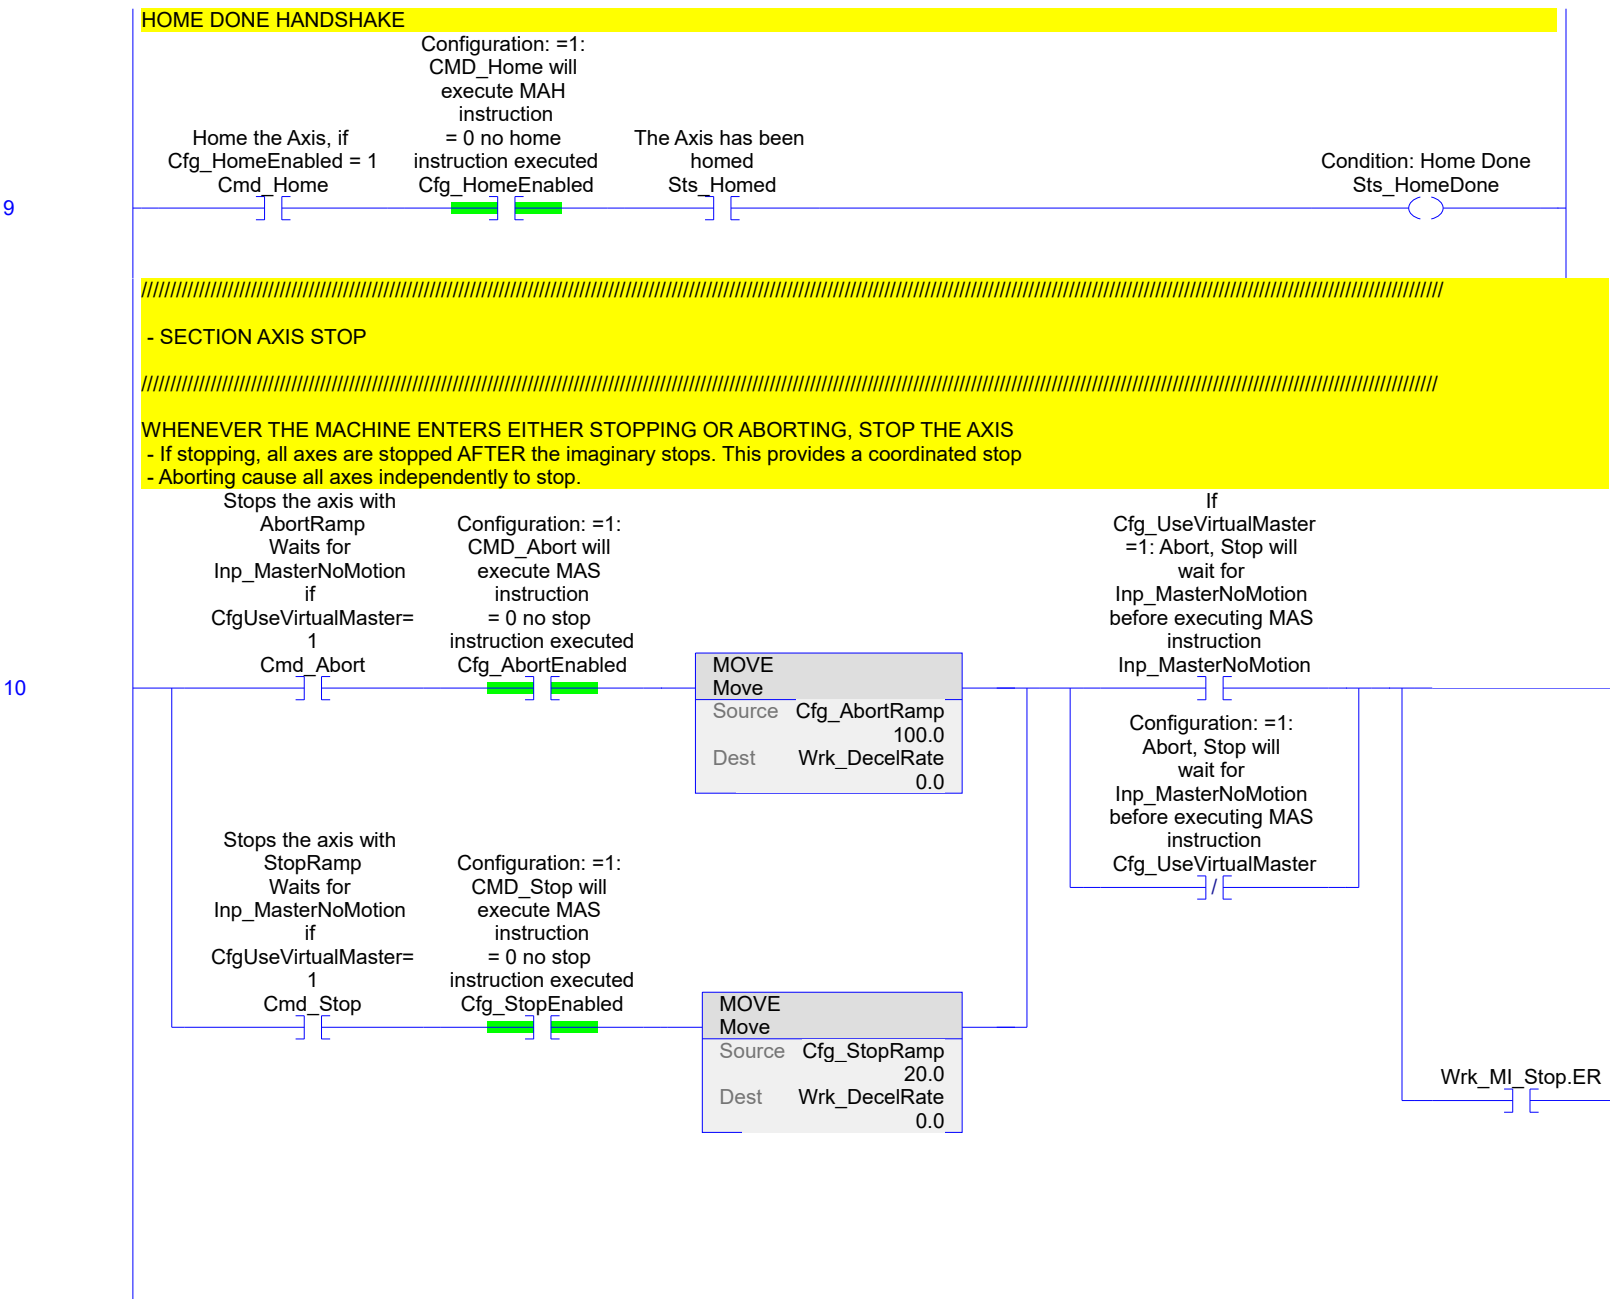 HOME DONE HANDSHAKE
Configuration: =1:
CMD_Home will
execute MAH
instruction
= 0 no home
instruction executed
Cfg_HomeEnabled
Home the Axis, if
Cfg_HomeEnabled = 1
Cmd_Home
The Axis has been
homed
Sts_Homed
Condition: Home Done
Sts_HomeDone
9
////////////////////////////////////////////////////////////////////////////////////////////////////////////////////////////////////////////////////////////////////////////////////////////////////////////////////////////////////
- SECTION AXIS STOP
///////////////////////////////////////////////////////////////////////////////////////////////////////////////////////////////////////////////////////////////////////////////////////////////////////////////////////////////////
WHENEVER THE MACHINE ENTERS EITHER STOPPING OR ABORTING, STOP THE AXIS
- If stopping, all axes are stopped AFTER the imaginary stops. This provides a coordinated stop
- Aborting cause all axes independently to stop.
Stops the axis with
AbortRamp
Waits for
Inp_MasterNoMotion
if
CfgUseVirtualMaster=
1
Cmd_Abort
Configuration: =1:
CMD_Abort will
execute MAS
instruction
= 0 no stop
instruction executed
Cfg_AbortEnabled
MOVE
Move
Source Cfg_AbortRamp
100.0
Dest Wrk_DecelRate
0.0
If
Cfg_UseVirtualMaster
=1: Abort, Stop will
wait for
Inp_MasterNoMotion
before executing MAS
instruction
Inp_MasterNoMotion
10
Configuration: =1:
Abort, Stop will
wait for
Inp_MasterNoMotion
before executing MAS
instruction
Cfg_UseVirtualMaster
/
Stops the axis with
StopRamp
Waits for
Inp_MasterNoMotion
if
CfgUseVirtualMaster=
1
Cmd_Stop
Configuration: =1:
CMD_Stop will
execute MAS
instruction
= 0 no stop
instruction executed
Cfg_StopEnabled
MOVE
Move
Source Cfg_StopRamp
20.0
Dest Wrk_DecelRate
0.0
Wrk_MI_Stop.ER